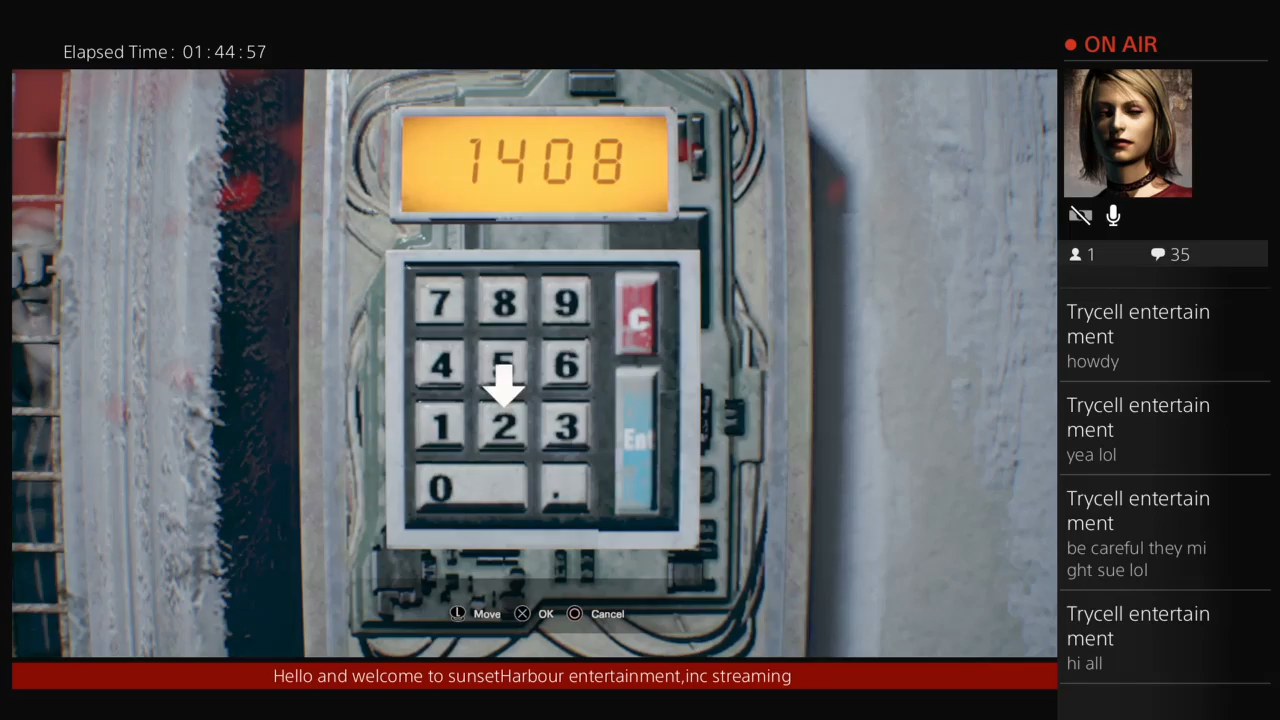 Elapsed Time: 01:44:57
ON AIR
1408
7 8 9 C
4 5 6
1 2 3 Ent
0 .
Move OK Cancel
Hello and welcome to sunsetHarbour entertainment,inc streaming
1 35
Trycell entertain
ment
howdy
Trycell entertain
ment
yea lol
Trycell entertain
ment
be careful they mi
ght sue lol
Trycell entertain
ment
hi all